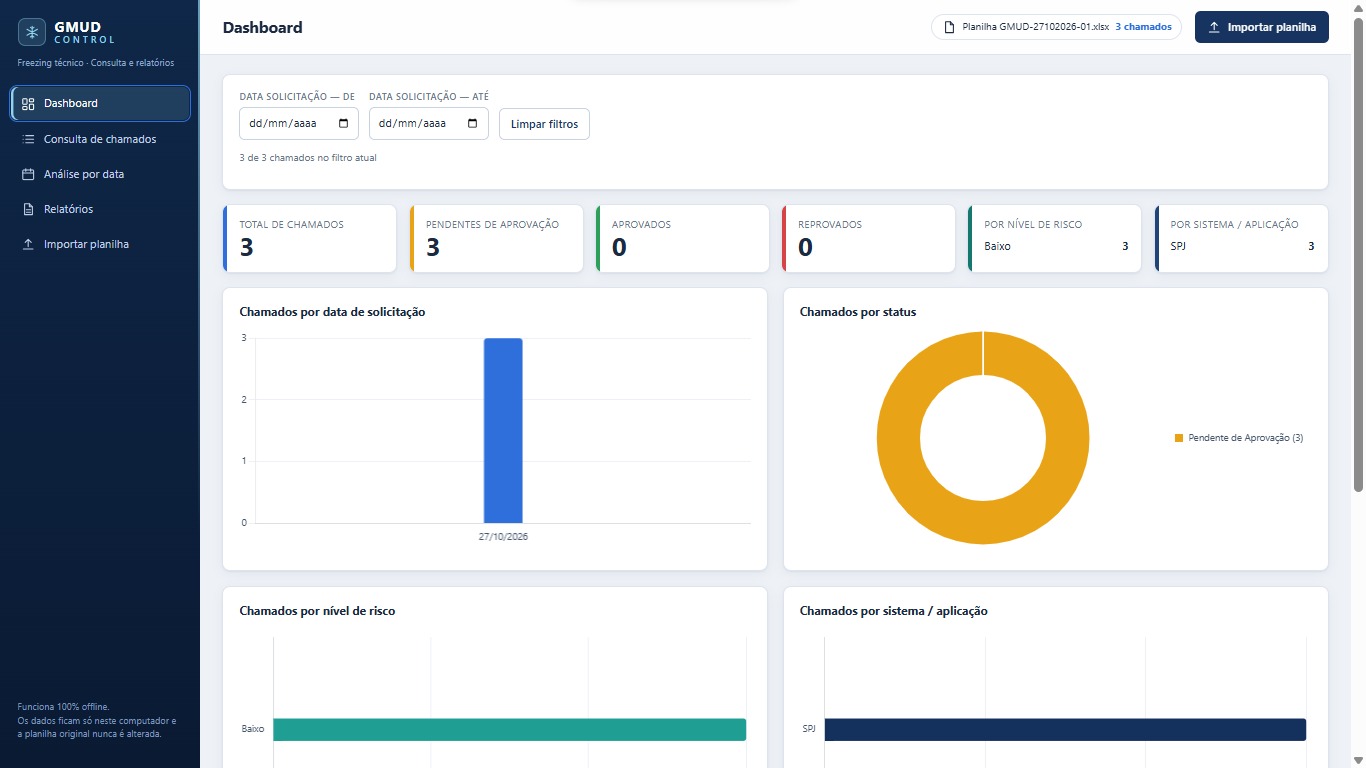 GMUD
CONTROL
Freezing técnico · Consulta e relatórios
Dashboard
Consulta de chamados
Análise por data
Relatórios
Importar planilha
Funciona 100% offline.
Os dados ficam só neste computador e
a planilha original nunca é alterada.
Dashboard
Planilha GMUD-27102026-01.xlsx 3 chamados
Importar planilha
DATA SOLICITAÇÃO — DE
DATA SOLICITAÇÃO — ATÉ
dd/mm/aaaa
dd/mm/aaaa
Limpar filtros
3 de 3 chamados no filtro atual
TOTAL DE CHAMADOS
3
PENDENTES DE APROVAÇÃO
3
APROVADOS
0
REPROVADOS
0
POR NÍVEL DE RISCO
Baixo 3
POR SISTEMA / APLICAÇÃO
SPJ 3
Chamados por data de solicitação
3
2
1
0
27/10/2026
Chamados por status
Pendente de Aprovação (3)
Chamados por nível de risco
Baixo
Chamados por sistema / aplicação
SPJ